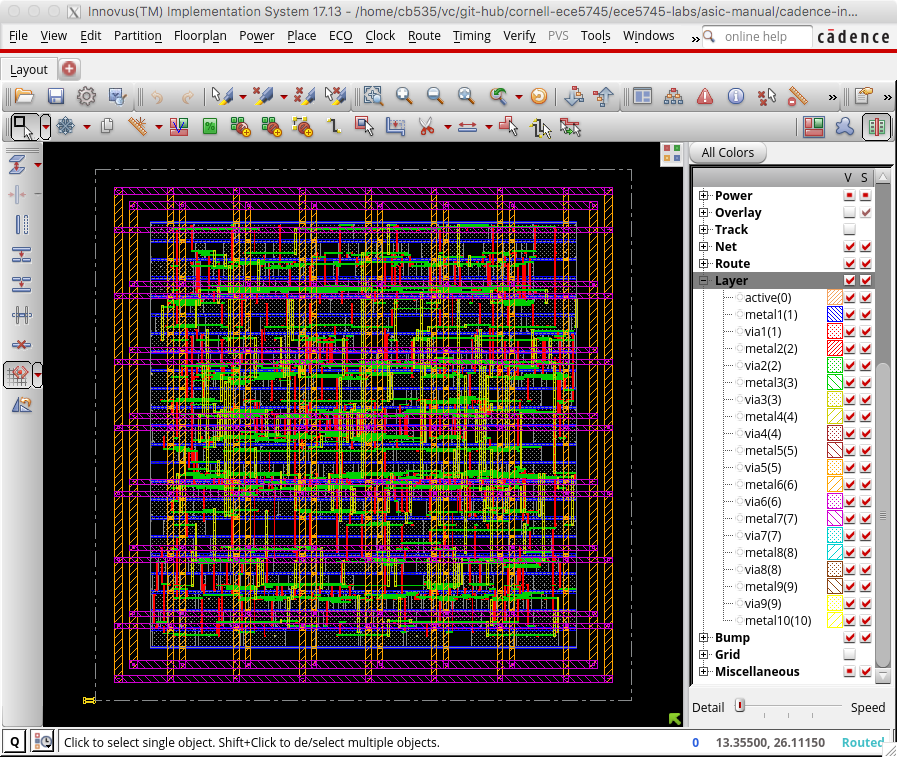 Innovus(TM) Implementation System 17.13 - /home/cb535/vc/git-hub/cornell-ece5745/ece5745-labs/asic-manual/cadence-in...
File View Edit Partition Floorplan Power Place ECO Clock Route Timing Verify PVS Tools Windows » online help cādence
Layout
» »
All Colors
V S
Power
Overlay
Track
Net
Route
Layer
active(0)
metal1(1)
via1(1)
metal2(2)
via2(2)
metal3(3)
via3(3)
metal4(4)
via4(4)
metal5(5)
via5(5)
metal6(6)
via6(6)
metal7(7)
via7(7)
metal8(8)
via8(8)
metal9(9)
via9(9)
metal10(10)
Bump
Grid
Miscellaneous
Detail Speed
Q Click to select single object. Shift+Click to de/select multiple objects. 0 13.35500, 26.11150 Routed